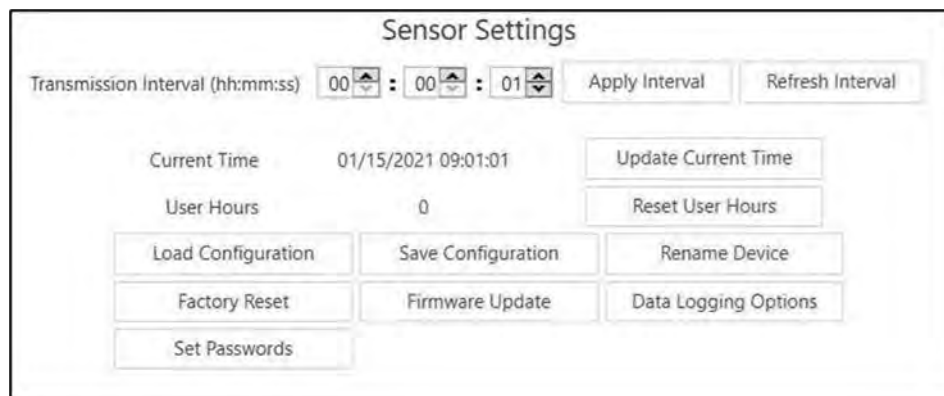 Sensor Settings
Transmission Interval (hh:mm:ss) 00 : 00 : 01 Apply Interval Refresh Interval
Current Time 01/15/2021 09:01:01 Update Current Time
User Hours 0 Reset User Hours
Load Configuration Save Configuration Rename Device
Factory Reset Firmware Update Data Logging Options
Set Passwords